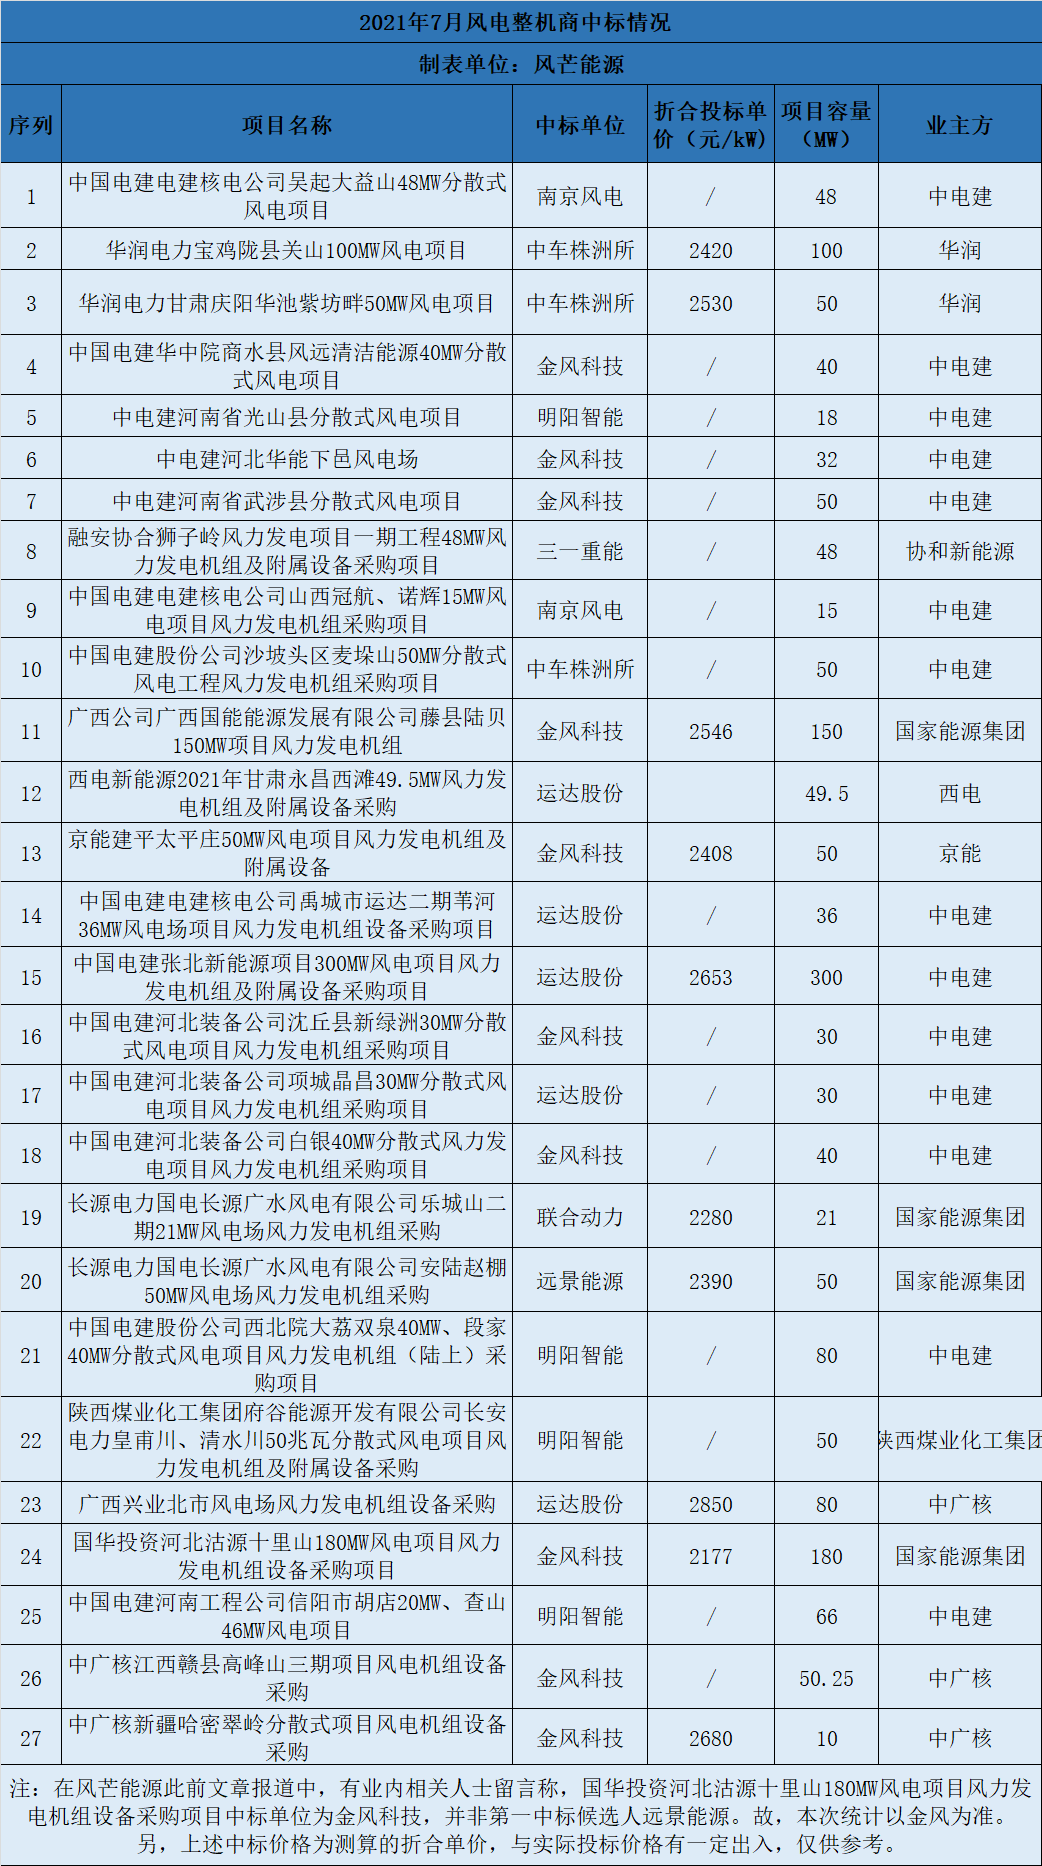 2021年7月风电整机商中标情况
制表单位：风芒能源
序列 项目名称 中标单位 折合投标单价（元/kW) 项目容量（MW） 业主方
1 中国电建电建核电公司吴起大益山48MW分散式
风电项目 南京风电 / 48 中电建
2 华润电力宝鸡陇县关山100MW风电项目 中车株洲所 2420 100 华润
3 华润电力甘肃庆阳华池紫坊畔50MW风电项目 中车株洲所 2530 50 华润
4 中国电建华中院商水县风远清洁能源40MW分散
式风电项目 金风科技 / 40 中电建
5 中电建河南省光山县分散式风电项目 明阳智能 / 18 中电建
6 中电建河北华能下邑风电场 金风科技 / 32 中电建
7 中电建河南省武涉县分散式风电项目 金风科技 / 50 中电建
8 融安协合狮子岭风力发电项目一期工程48MW风
力发电机组及附属设备采购项目 三一重能 / 48 协和新能源
9 中国电建电建核电公司山西冠航、诺辉15MW风
电项目风力发电机组采购项目 南京风电 / 15 中电建
10 中国电建股份公司沙坡头区麦垛山50MW分散式
风电工程风力发电机组采购项目 中车株洲所 / 50 中电建
11 广西公司广西国能能源发展有限公司藤县陆贝
150MW项目风力发电机组 金风科技 2546 150 国家能源集团
12 西电新能源2021年甘肃永昌西滩49.5MW风力发
电机组及附属设备采购 运达股份 49.5 西电
13 京能建平太平庄50MW风电项目风力发电机组及
附属设备 金风科技 2408 50 京能
14 中国电建电建核电公司禹城市运达二期苇河
36MW风电场项目风力发电机组设备采购项目 运达股份 / 36 中电建
15 中国电建张北新能源项目300MW风电项目风力
发电机组及附属设备采购项目 运达股份 2653 300 中电建
16 中国电建河北装备公司沈丘县新绿洲30MW分散
式风电项目风力发电机组采购项目 金风科技 / 30 中电建
17 中国电建河北装备公司项城晶昌30MW分散式风
电项目风力发电机组采购项目 运达股份 / 30 中电建
18 中国电建河北装备公司白银40MW分散式风力发
电项目风力发电机组采购项目 金风科技 / 40 中电建
19 长源电力国电长源广水风电有限公司乐城山二
期21MW风电场风力发电机组采购 联合动力 2280 21 国家能源集团
20 长源电力国电长源广水风电有限公司安陆赵棚
50MW风电场风力发电机组采购 远景能源 2390 50 国家能源集团
21 中国电建股份公司西北院大荔双泉40MW、段家
40MW分散式风电项目风力发电机组（陆上）采
购项目 明阳智能 / 80 中电建
22 陕西煤业化工集团府谷能源开发有限公司长安
电力皇甫川、清水川50兆瓦分散式风电项目风
力发电机组及附属设备采购 明阳智能 / 50 陕西煤业化工集团
23 广西兴业北市风电场风力发电机组设备采购 运达股份 2850 80 中广核
24 国华投资河北沽源十里山180MW风电项目风力
发电机组设备采购项目 金风科技 2177 180 国家能源集团
25 中国电建河南工程公司信阳市胡店20MW、查山
46MW风电项目 明阳智能 / 66 中电建
26 中广核江西赣县高峰山三期项目风电机组设备
采购 金风科技 / 50.25 中广核
27 中广核新疆哈密翠岭分散式项目风电机组设备
采购 金风科技 2680 10 中广核
注：在风芒能源此前文章报道中，有业内相关人士留言称，国华投资河北沽源十里山180MW风电项目风力发
电机组设备采购项目中标单位为金风科技，并非第一中标候选人远景能源。故，本次统计以金风为准。
另，上述中标价格为测算的折合单价，与实际投标价格有一定出入，仅供参考。